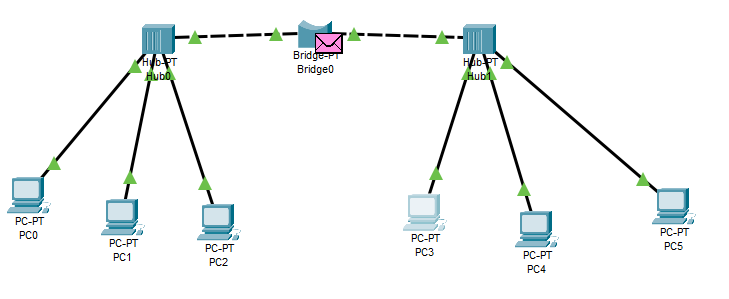 Hub-PT
Hub0
Bridge-PT
Bridge0
Hub-PT
Hub1
PC-PT
PC0
PC-PT
PC1
PC-PT
PC2
PC-PT
PC3
PC-PT
PC4
PC-PT
PC5